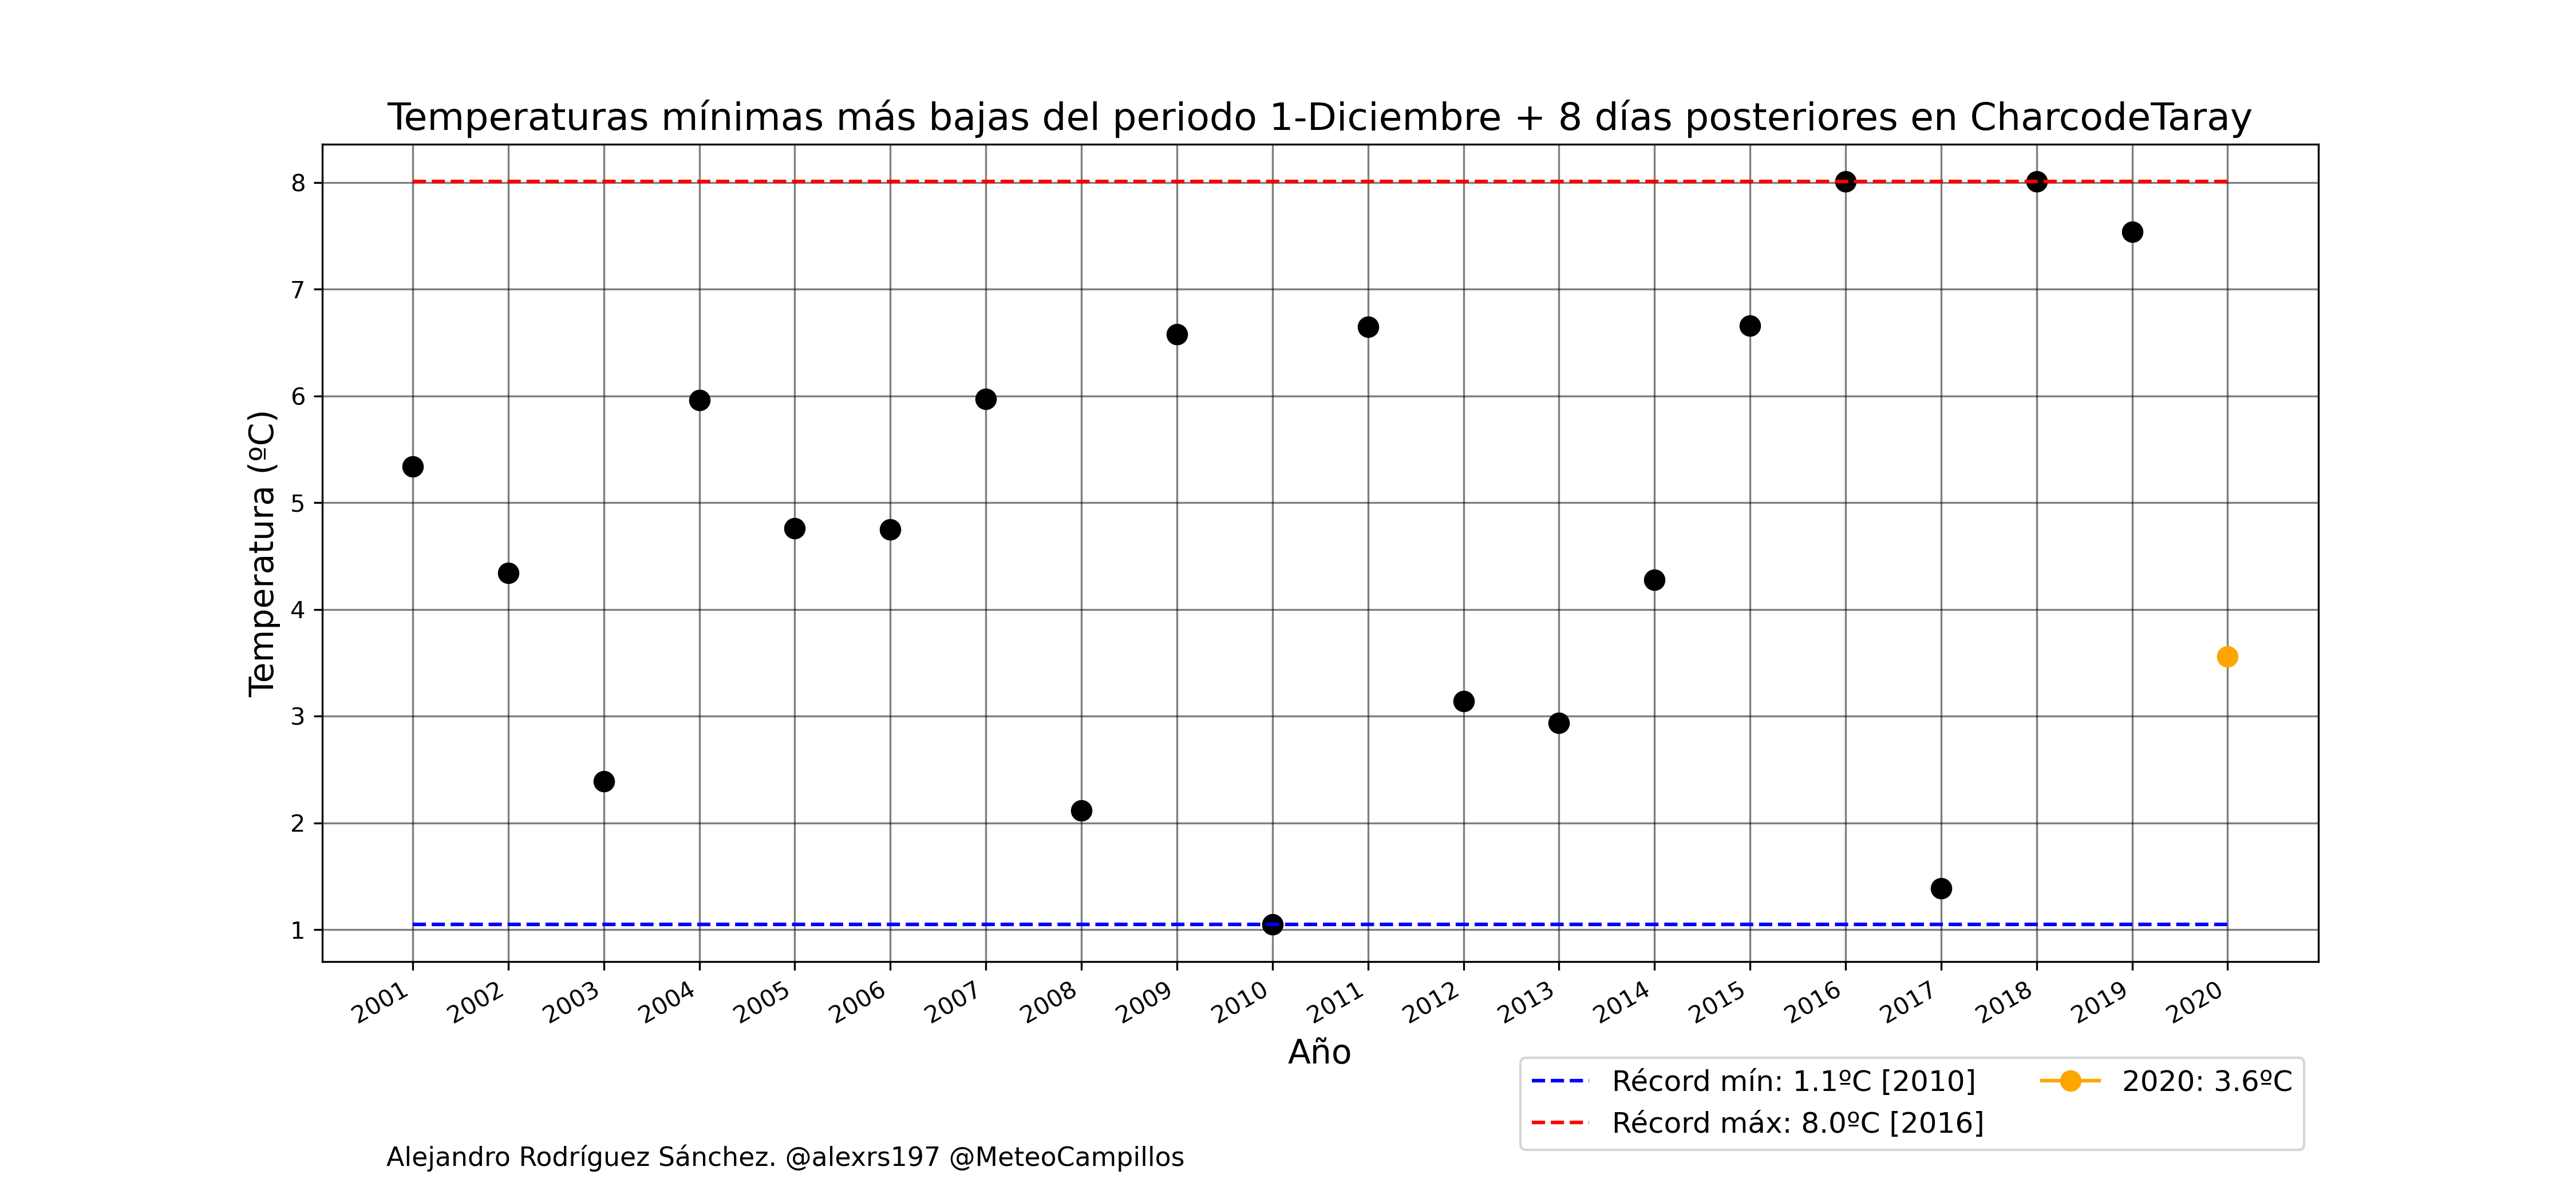 Temperaturas mínimas más bajas del periodo 1-Diciembre + 8 días posteriores en CharcodeTaray
Temperatura (ºC)
8
7
6
5
4
3
2
1
2001 2002 2003 2004 2005 2006 2007 2008 2009 2010 2011 2012 2013 2014 2015 2016 2017 2018 2019 2020
Año
Récord mín: 1.1ºC [2010]
Récord máx: 8.0ºC [2016]
2020: 3.6ºC
Alejandro Rodríguez Sánchez. @alexrs197 @MeteoCampillos